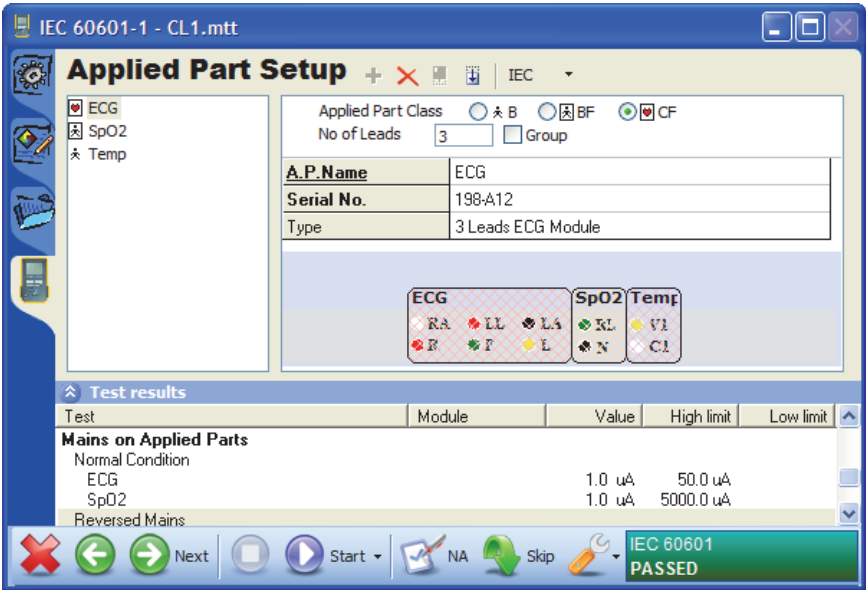 IEC 60601-1 - CL1.mtt
Applied Part Setup IEC
ECG
SpO2
Temp
Applied Part Class B BF CF
No of Leads 3 Group
A.P.Name ECG
Serial No. 198-A12
Type 3 Leads ECG Module
ECG SpO2 Temp
RA LL LA RL V1
R F L N C1
Test results
Test Module Value High limit Low limit
Mains on Applied Parts
Normal Condition
ECG 1.0 uA 50.0 uA
SpO2 1.0 uA 5000.0 uA
Reversed Mains
Next Start NA Skip IEC 60601
PASSED